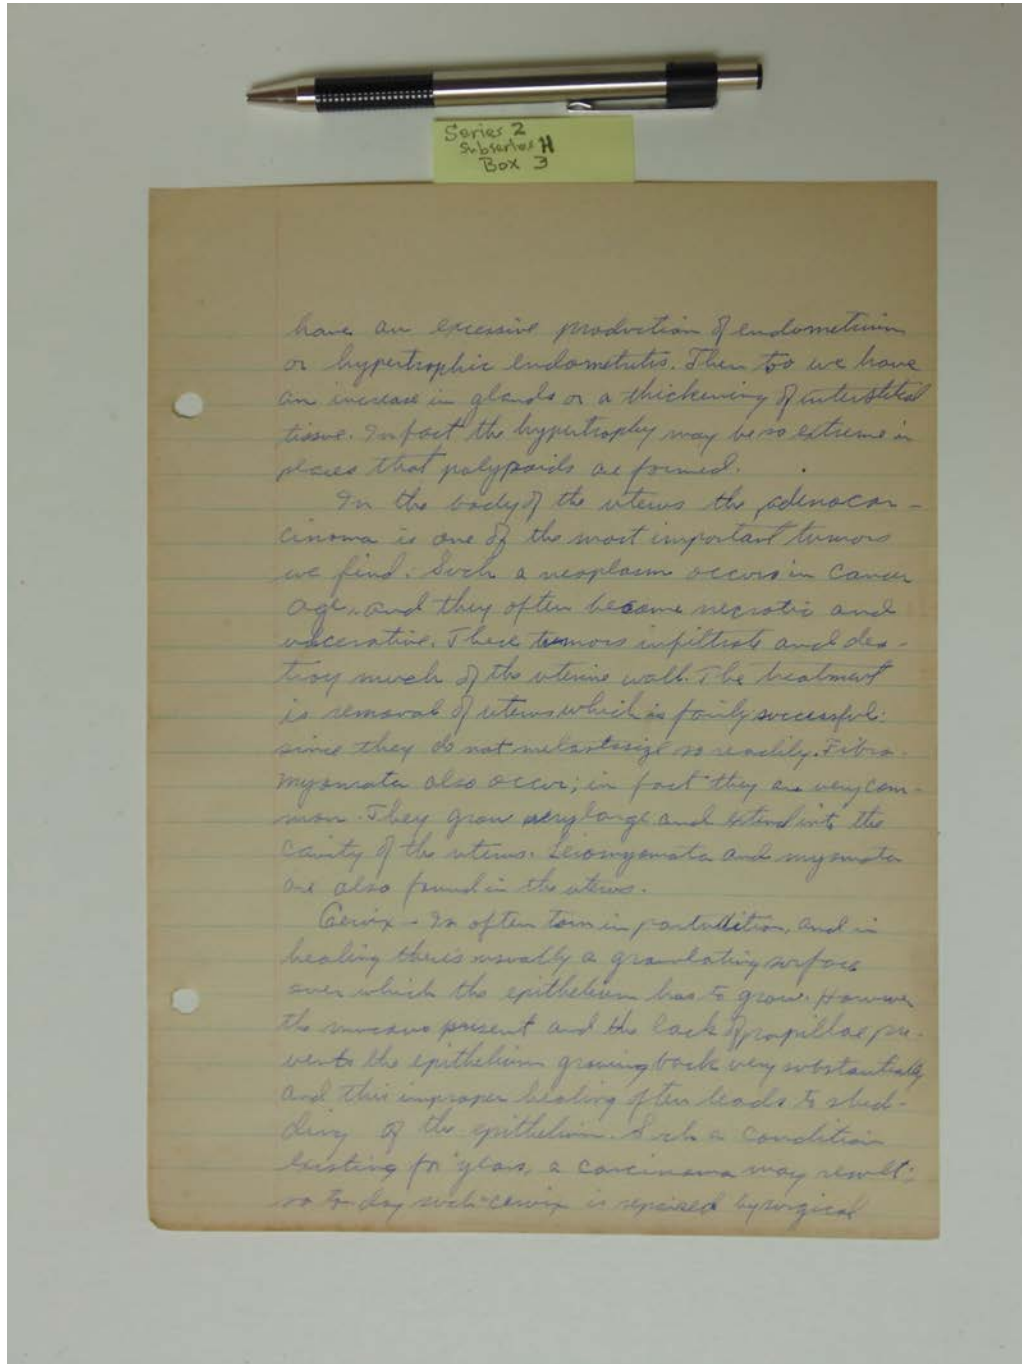 Series 2
Subseries H
Box 3
have an excessive production of endometrium
or hypertrophic endometritis. Then too we have
an increase in glands or a thickening of interstitial
tissue. In fact the hypertrophy may be so extreme in
places that polypoids are formed.
In the body of the uterus the adenocar-
cinoma is one of the most important tumors
we find. Such a neoplasm occurs in cancer
age, and they often become necrotic and
ulcerative. These tumors infiltrate and des-
troy much of the uterine wall. The treatment
is removal of uterus which is fairly successful:
since they do not metastasize so readily. Fibro-
myomata also occur; in fact they are very com-
mon. They grow very large and extend into the
cavity of the uterus. Leiomyomata and myomata
are also found in the uterus.
Cervix - Is often torn in parturition, and in
healing there's usually a granulating surface
over which the epithelium has to grow. However
the mucous present and the lack of papillae pre-
vents the epithelium growing back very substantially
and this improper healing often leads to shed-
ding of the epithelium. Such a condition
existing for years, a carcinoma may result;
so to-day such cervix is repaired by surgical